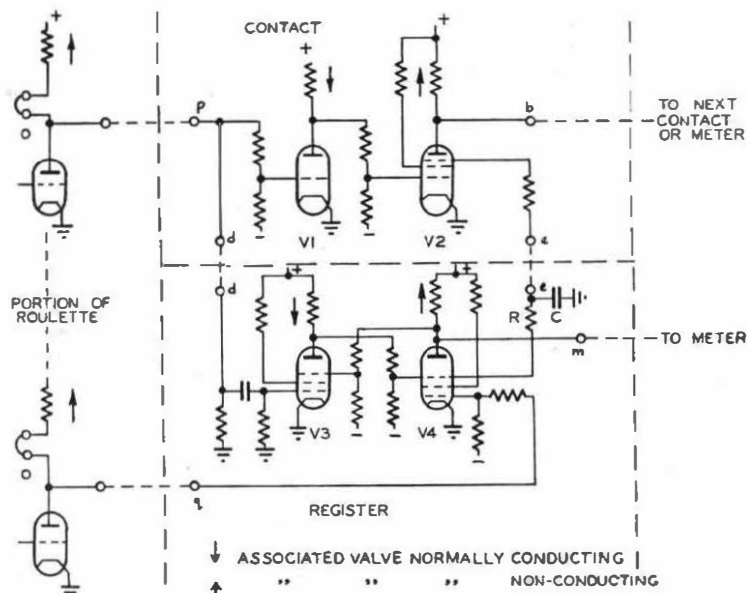 CONTACT
+
+
+
p
b
TO NEXT
CONTACT
OR METER
V1
V2
d
e
PORTION OF
ROULETTE
d
+
+
e
R
C
TO METER
m
+
V3
V4
q
REGISTER
↓ ASSOCIATED VALVE NORMALLY CONDUCTING
↑ " " " NON-CONDUCTING